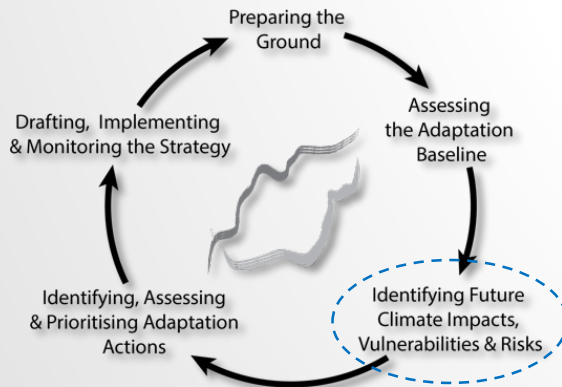 Preparing the
Ground
Assessing
the Adaptation
Baseline
Identifying Future
Climate Impacts,
Vulnerabilities & Risks
Identifying, Assessing
& Prioritising Adaptation
Actions
Drafting, Implementing
& Monitoring the Strategy